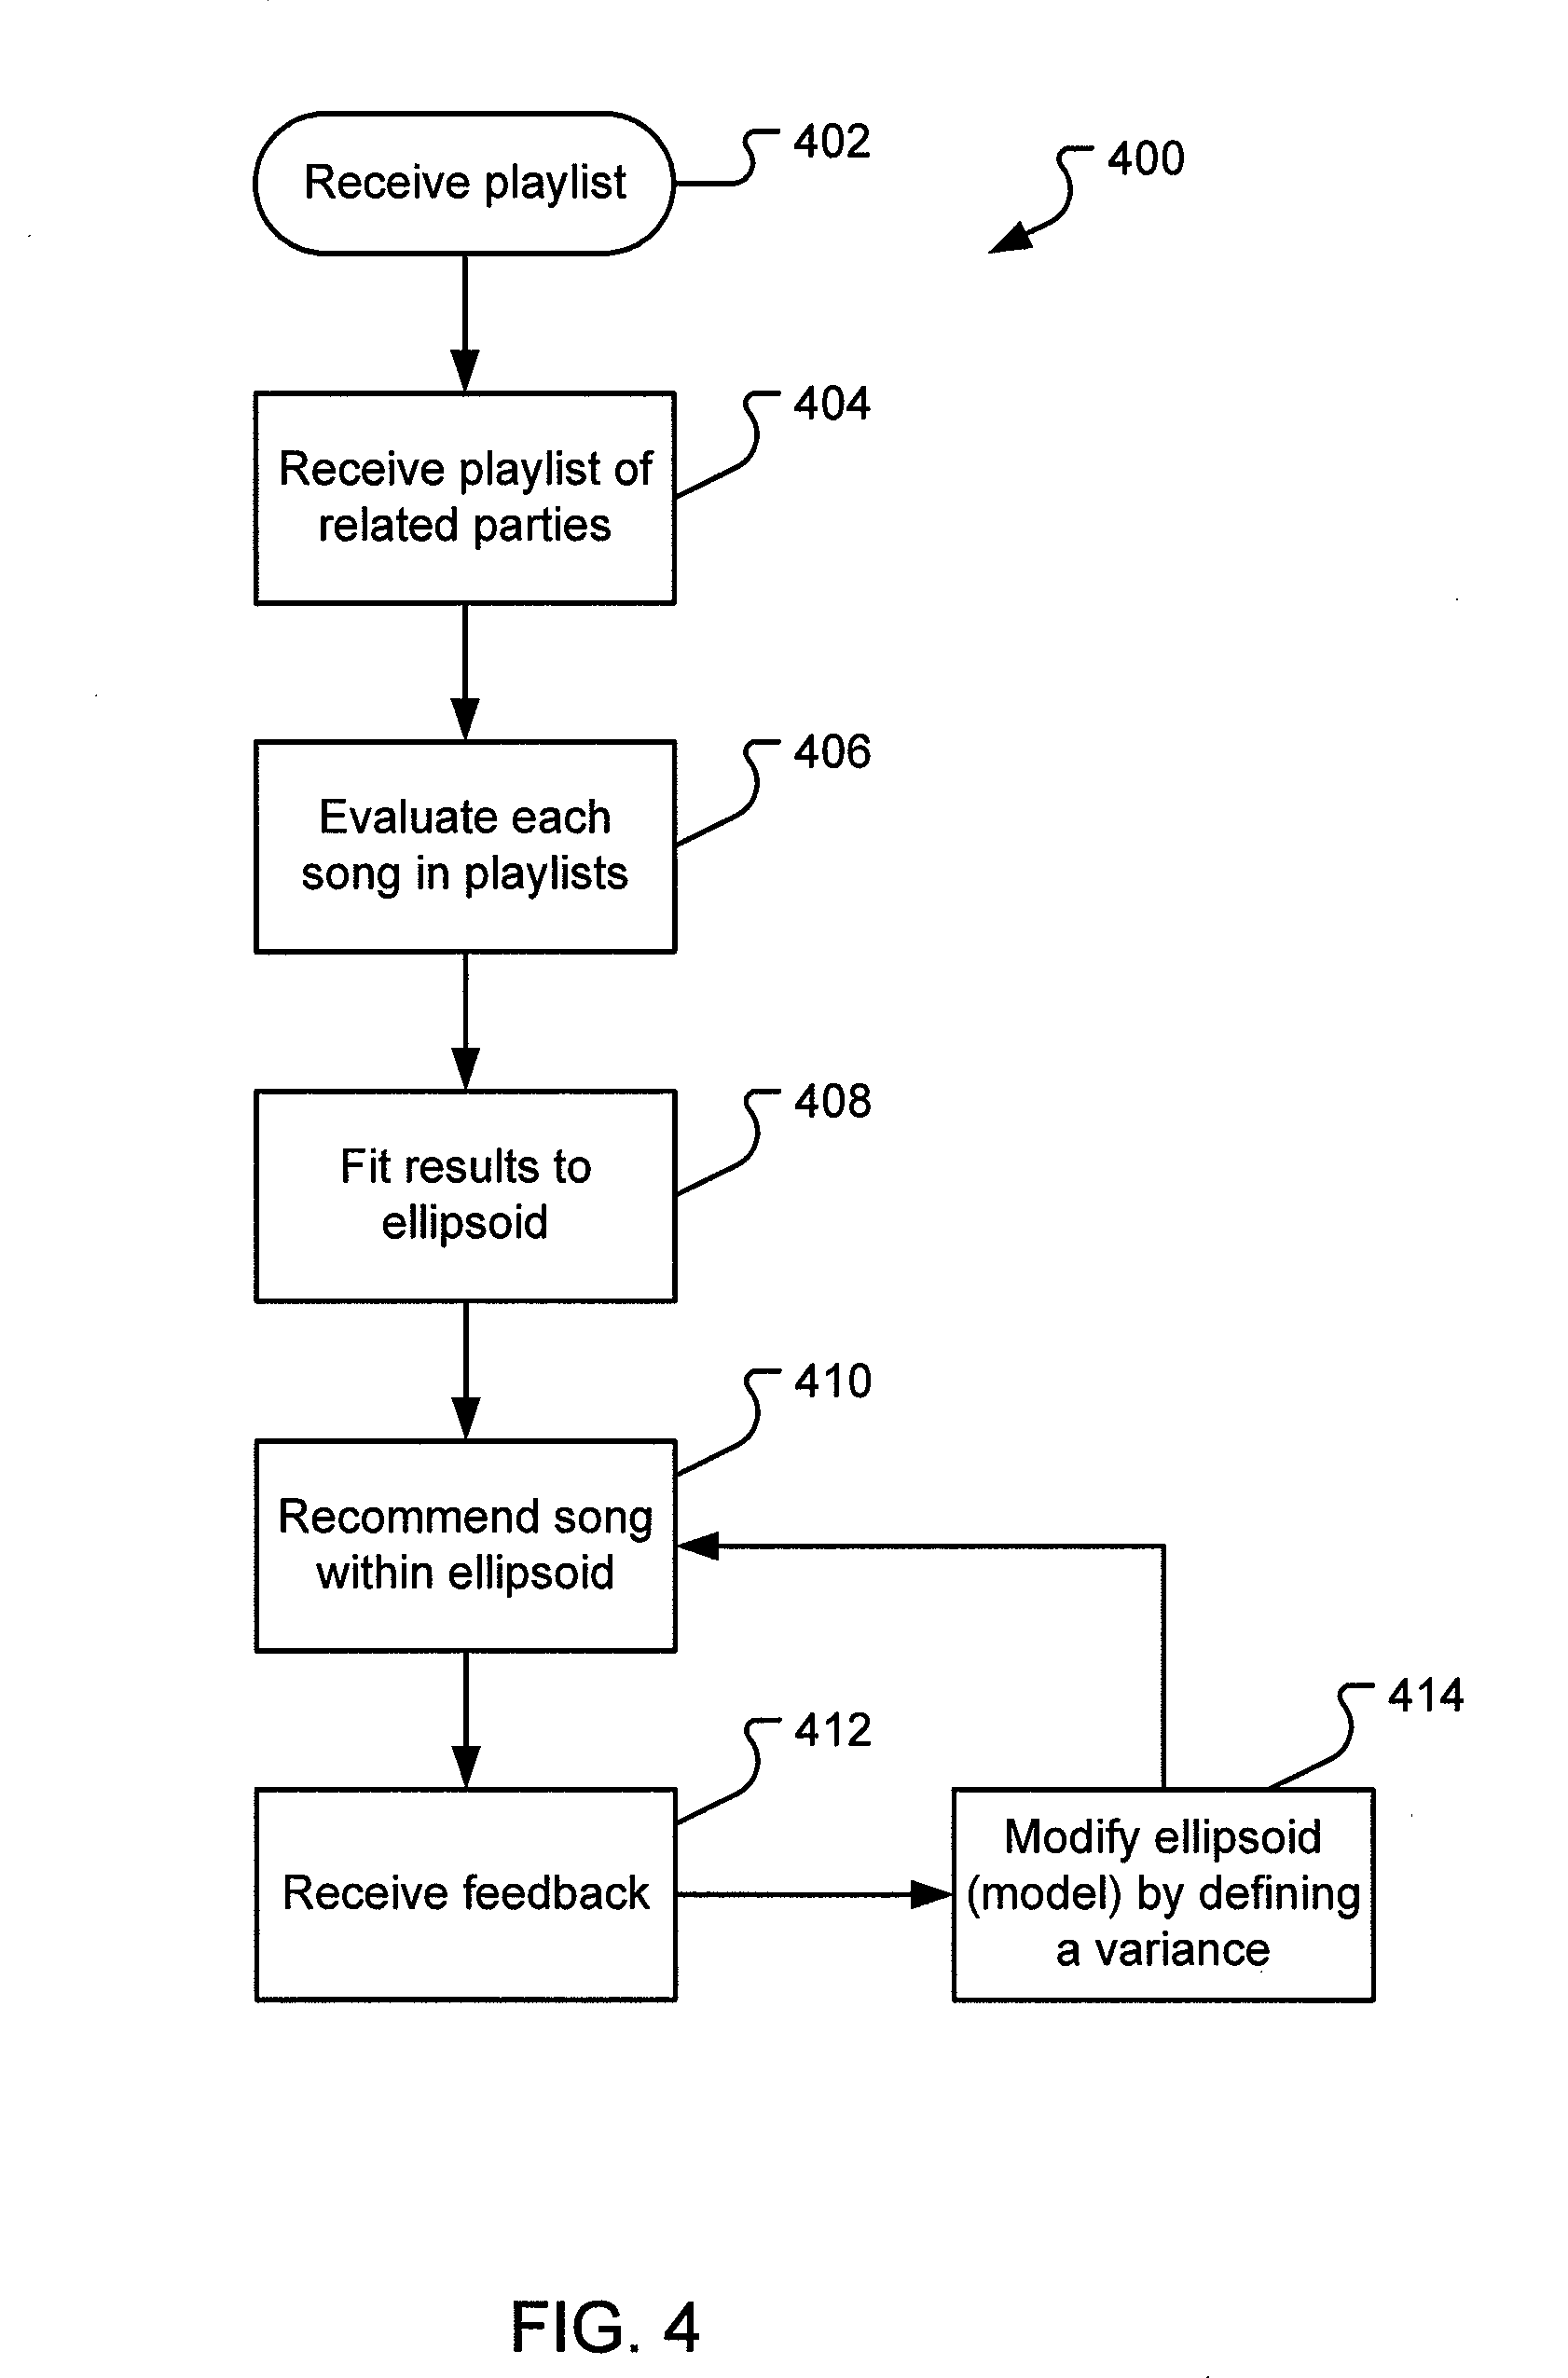 Receive playlist
402
400
Receive playlist of
related parties
404
Evaluate each
song in playlists
406
Fit results to
ellipsoid
408
Recommend song
within ellipsoid
410
Receive feedback
412
Modify ellipsoid
(model) by defining
a variance
414
FIG. 4